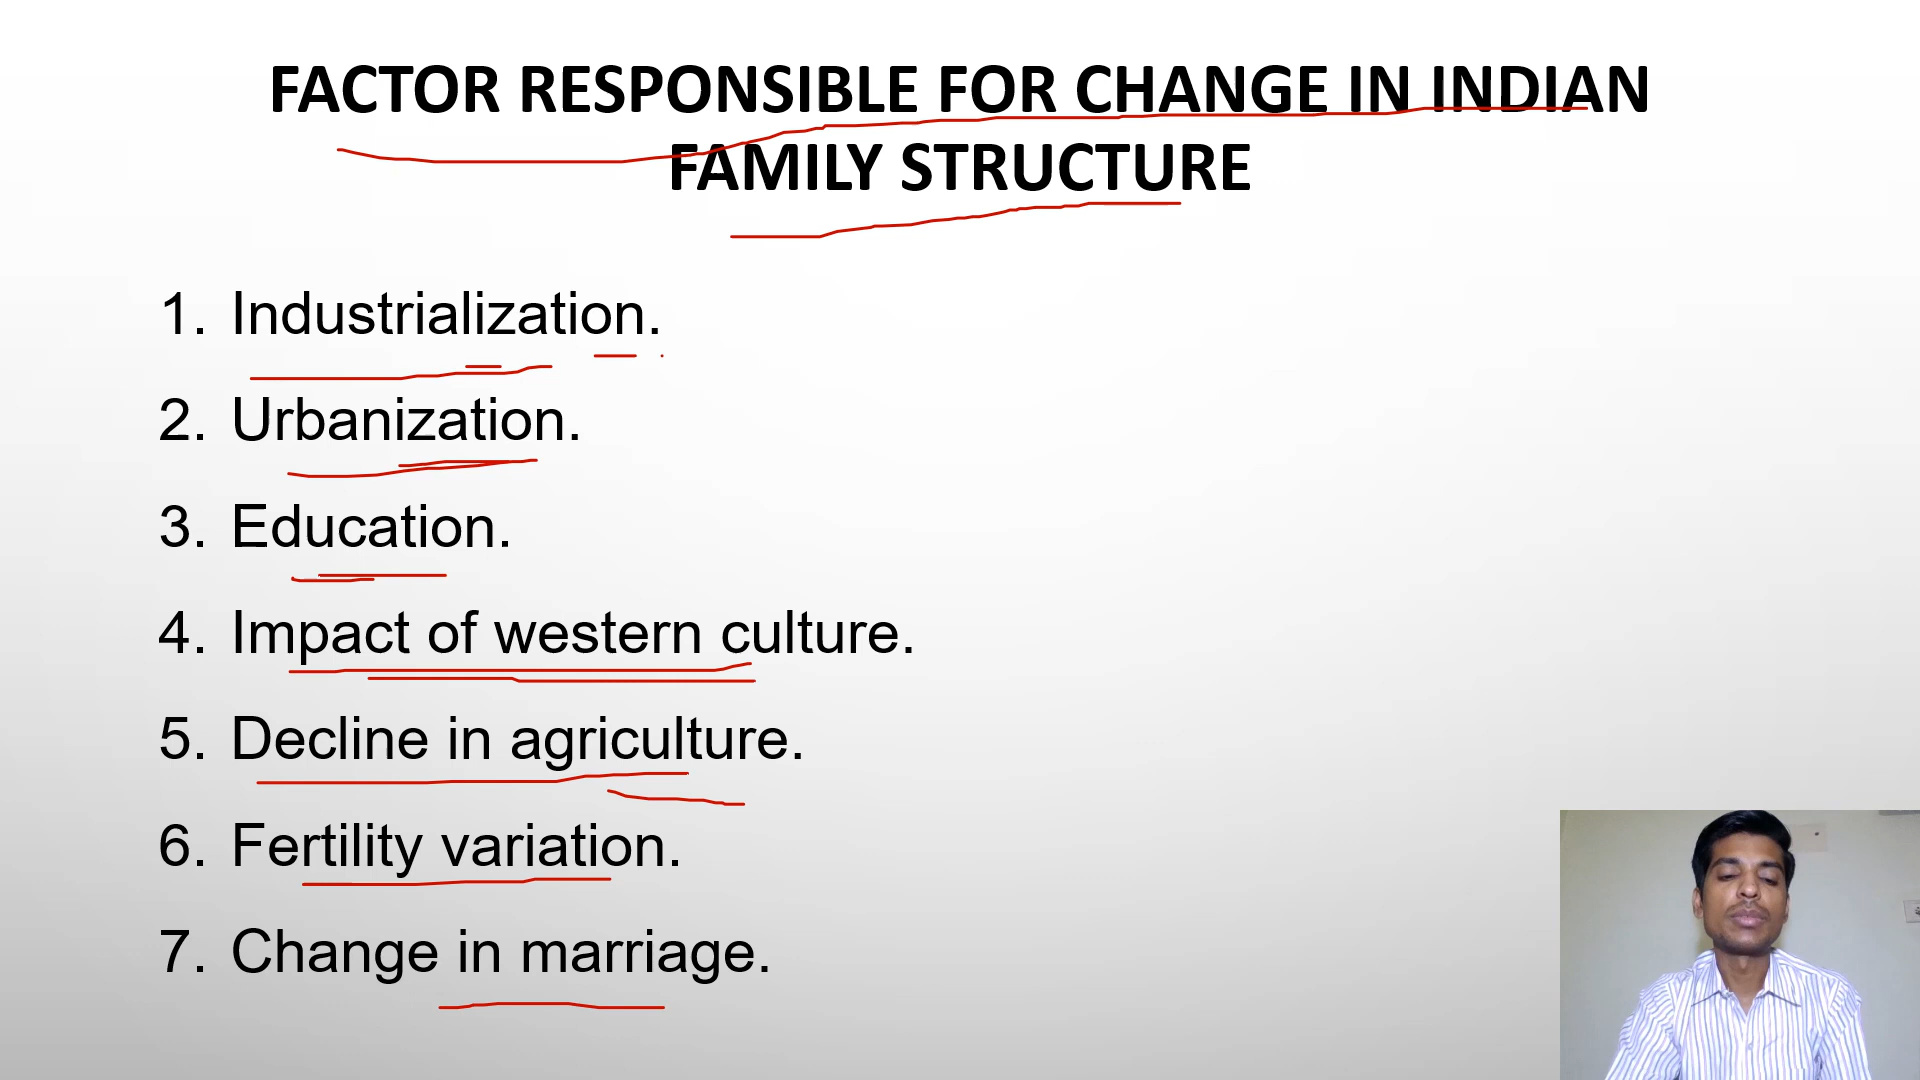 FACTOR RESPONSIBLE FOR CHANGE IN INDIAN
FAMILY STRUCTURE
1. Industrialization.
2. Urbanization.
3. Education.
4. Impact of western culture.
5. Decline in agriculture.
6. Fertility variation.
7. Change in marriage.